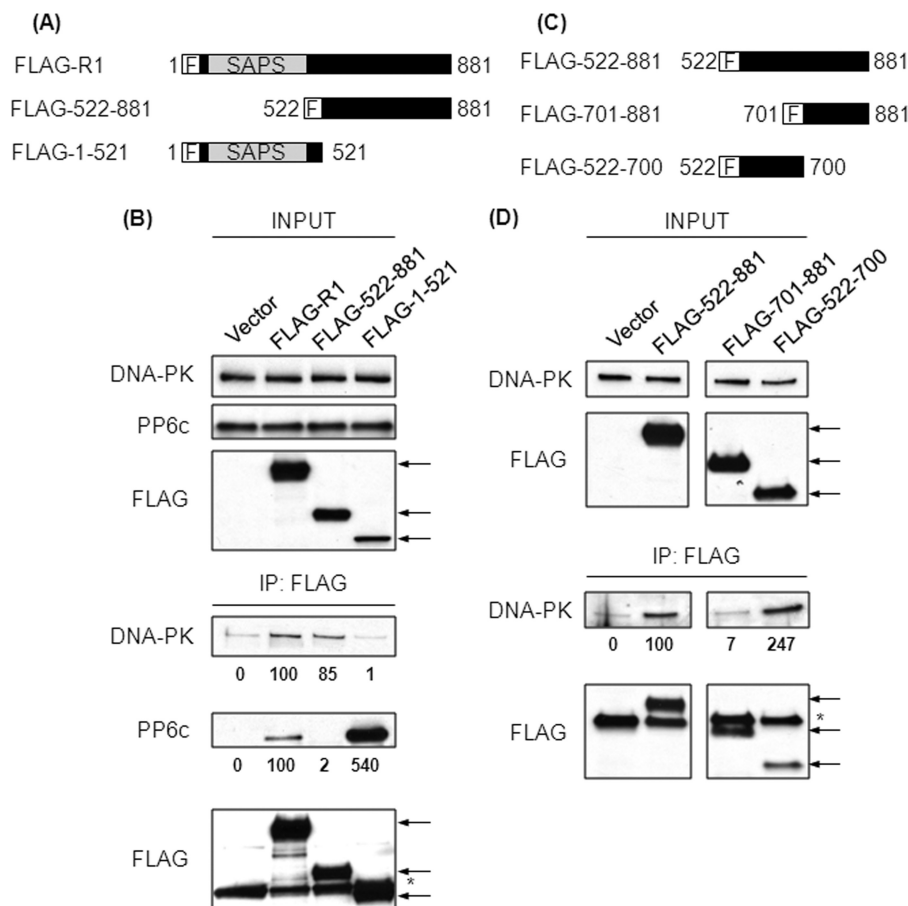 (A)
FLAG-R1 1 F SAPS 881
FLAG-522-881 522 F 881
FLAG-1-521 1 F SAPS 521
(C)
FLAG-522-881 522 F 881
FLAG-701-881 701 F 881
FLAG-522-700 522 F 700
(B)
INPUT
Vector FLAG-R1 FLAG-522-881 FLAG-1-521
DNA-PK
PP6c
FLAG
IP: FLAG
DNA-PK
0 100 85 1
PP6c
0 100 2 540
FLAG
*
(D)
INPUT
Vector FLAG-522-881 FLAG-701-881 FLAG-522-700
DNA-PK
FLAG
IP: FLAG
DNA-PK
0 100 7 247
FLAG
*